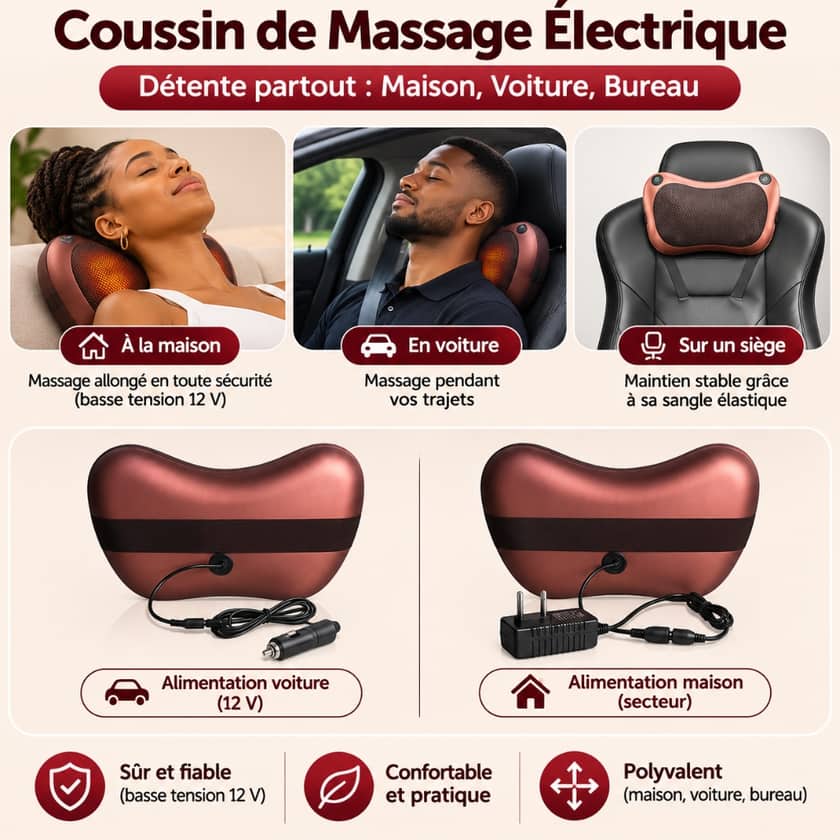 Coussin de Massage Électrique
Détente partout : Maison, Voiture, Bureau
À la maison
Massage allongé en toute sécurité
(basse tension 12 V)
En voiture
Massage pendant
vos trajets
Sur un siège
Maintien stable grâce
à sa sangle élastique
Alimentation voiture
(12 V)
Alimentation maison
(secteur)
Sûr et fiable
(basse tension 12 V)
Confortable
et pratique
Polyvalent
(maison, voiture, bureau)